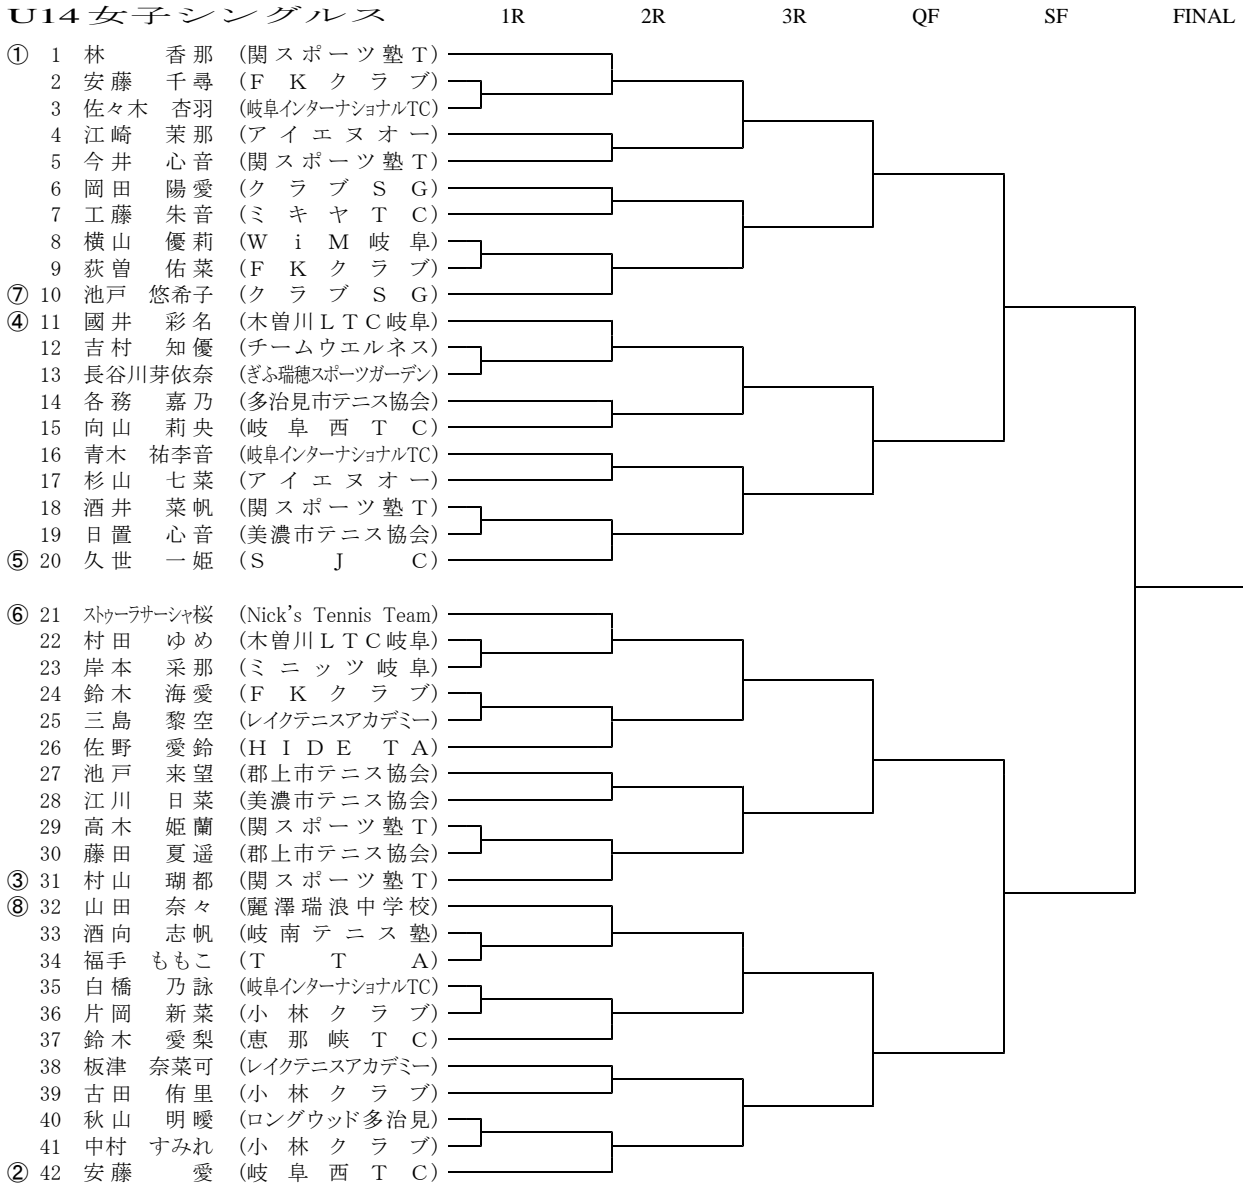 U14女子シングルス 1R 2R 3R QF SF FINAL
① 1 林 香那 (関スポーツ塾T)
2 安藤 千尋 (FKクラブ)
3 佐々木 杏羽 (岐阜インターナショナルTC)
4 江崎 茉那 (アイエヌオー)
5 今井 心音 (関スポーツ塾T)
6 岡田 陽愛 (クラブSG)
7 工藤 朱音 (ミキヤTC)
8 横山 優莉 (WiM岐阜)
9 荻曽 佑菜 (FKクラブ)
⑦ 10 池戸 悠希子 (クラブSG)
④ 11 國井 彩名 (木曽川LTC岐阜)
12 吉村 知優 (チームウエルネス)
13 長谷川芽依奈 (ぎふ瑞穂スポーツガーデン)
14 各務 嘉乃 (多治見市テニス協会)
15 向山 莉央 (岐阜西TC)
16 青木 祐李音 (岐阜インターナショナルTC)
17 杉山 七菜 (アイエヌオー)
18 酒井 菜帆 (関スポーツ塾T)
19 日置 心音 (美濃市テニス協会)
⑤ 20 久世 一姫 (SJC)
⑥ 21 ストゥーラサーシャ桜 (Nick's Tennis Team)
22 村田 ゆめ (木曽川LTC岐阜)
23 岸本 采那 (ミニッツ岐阜)
24 鈴木 海愛 (FKクラブ)
25 三島 黎空 (レイクテニスアカデミー)
26 佐野 愛鈴 (HIDE TA)
27 池戸 来望 (郡上市テニス協会)
28 江川 日菜 (美濃市テニス協会)
29 高木 姫蘭 (関スポーツ塾T)
30 藤田 夏遥 (郡上市テニス協会)
③ 31 村山 瑚都 (関スポーツ塾T)
⑧ 32 山田 奈々 (麗澤瑞浪中学校)
33 酒向 志帆 (岐南テニス塾)
34 福手 ももこ (TTA)
35 白橋 乃詠 (岐阜インターナショナルTC)
36 片岡 新菜 (小林クラブ)
37 鈴木 愛梨 (恵那峡TC)
38 板津 奈菜可 (レイクテニスアカデミー)
39 古田 侑里 (小林クラブ)
40 秋山 明曖 (ロングウッド多治見)
41 中村 すみれ (小林クラブ)
② 42 安藤 愛 (岐阜西TC)